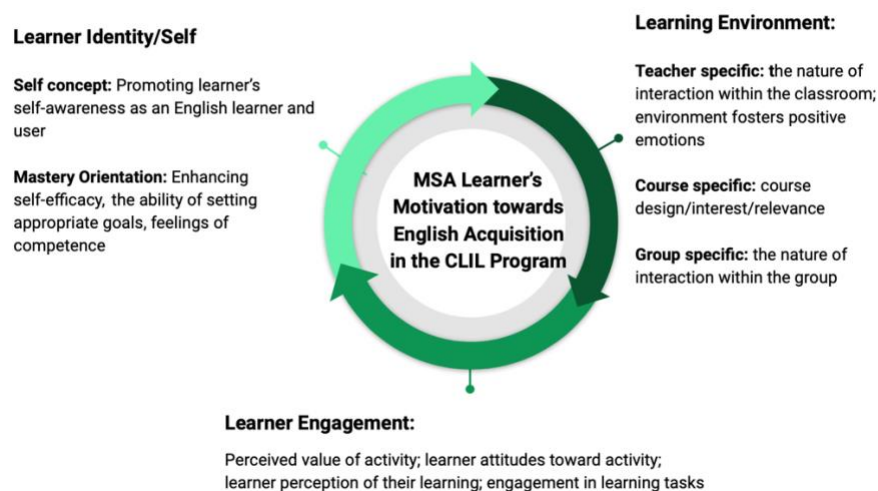 Learner Identity/Self
Self concept: Promoting learner's
self-awareness as an English learner and
user
Mastery Orientation: Enhancing
self-efficacy, the ability of setting
appropriate goals, feelings of
competence
MSA Learner's
Motivation towards
English Acquisition
in the CLIL Program
Learning Environment:
Teacher specific: the nature of
interaction within the classroom;
environment fosters positive
emotions
Course specific: course
design/interest/relevance
Group specific: the nature of
interaction within the group
Learner Engagement:
Perceived value of activity; learner attitudes toward activity;
learner perception of their learning; engagement in learning tasks